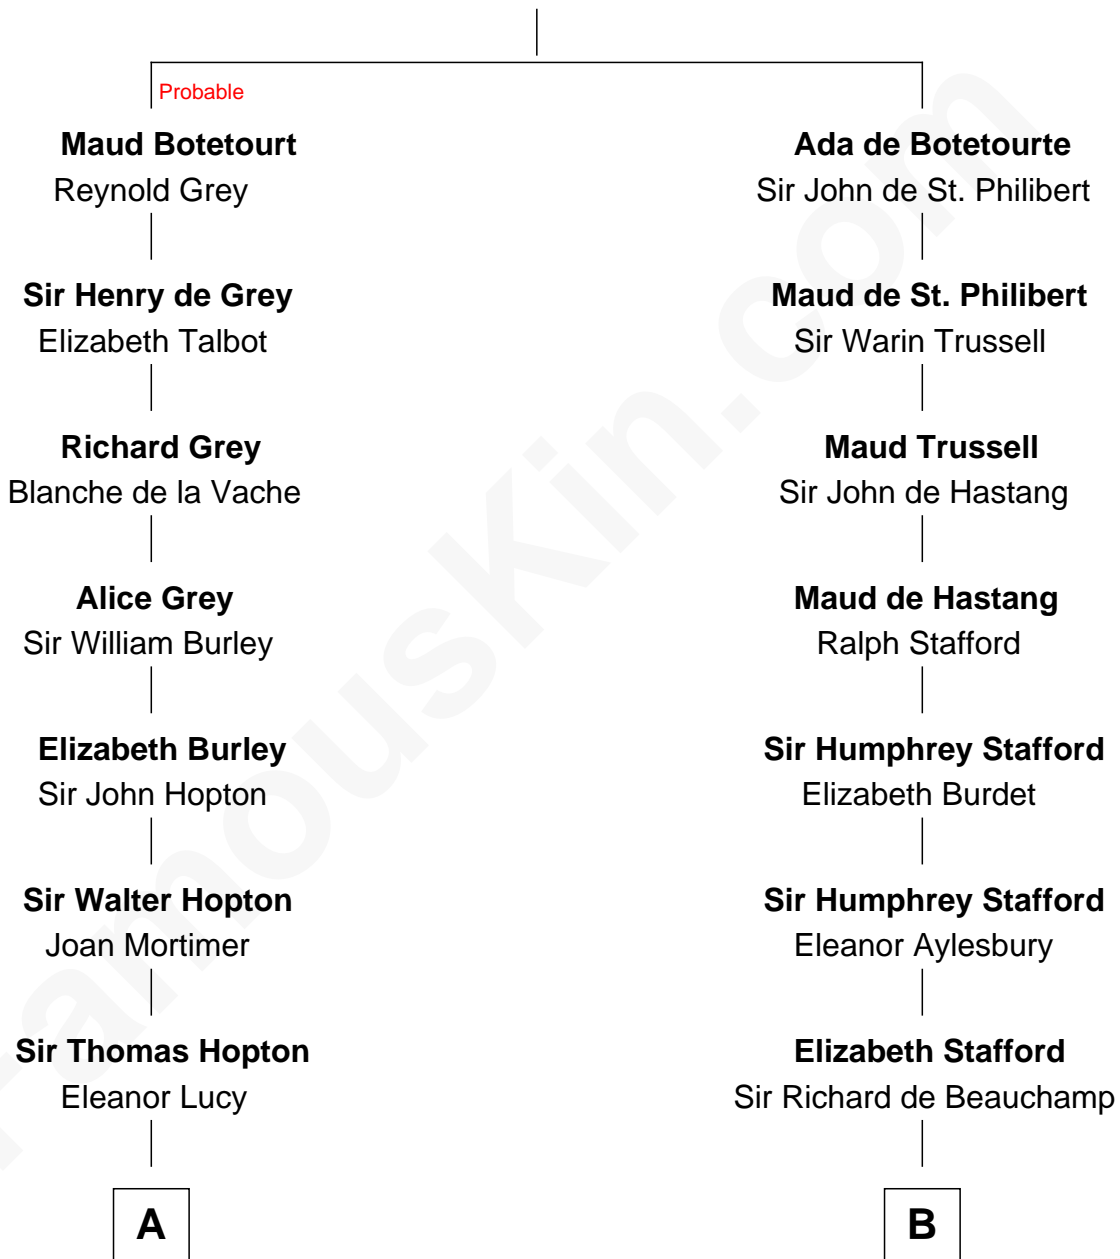 Probable
Maud Botetourt
Reynold Grey
Sir Henry de Grey
Elizabeth Talbot
Richard Grey
Blanche de la Vache
Alice Grey
Sir William Burley
Elizabeth Burley
Sir John Hopton
Sir Walter Hopton
Joan Mortimer
Sir Thomas Hopton
Eleanor Lucy
A
Ada de Botetourte
Sir John de St. Philibert
Maud de St. Philibert
Sir Warin Trussell
Maud Trussell
Sir John de Hastang
Maud de Hastang
Ralph Stafford
Sir Humphrey Stafford
Elizabeth Burdet
Sir Humphrey Stafford
Eleanor Aylesbury
Elizabeth Stafford
Sir Richard de Beauchamp
B
FamousKin.com